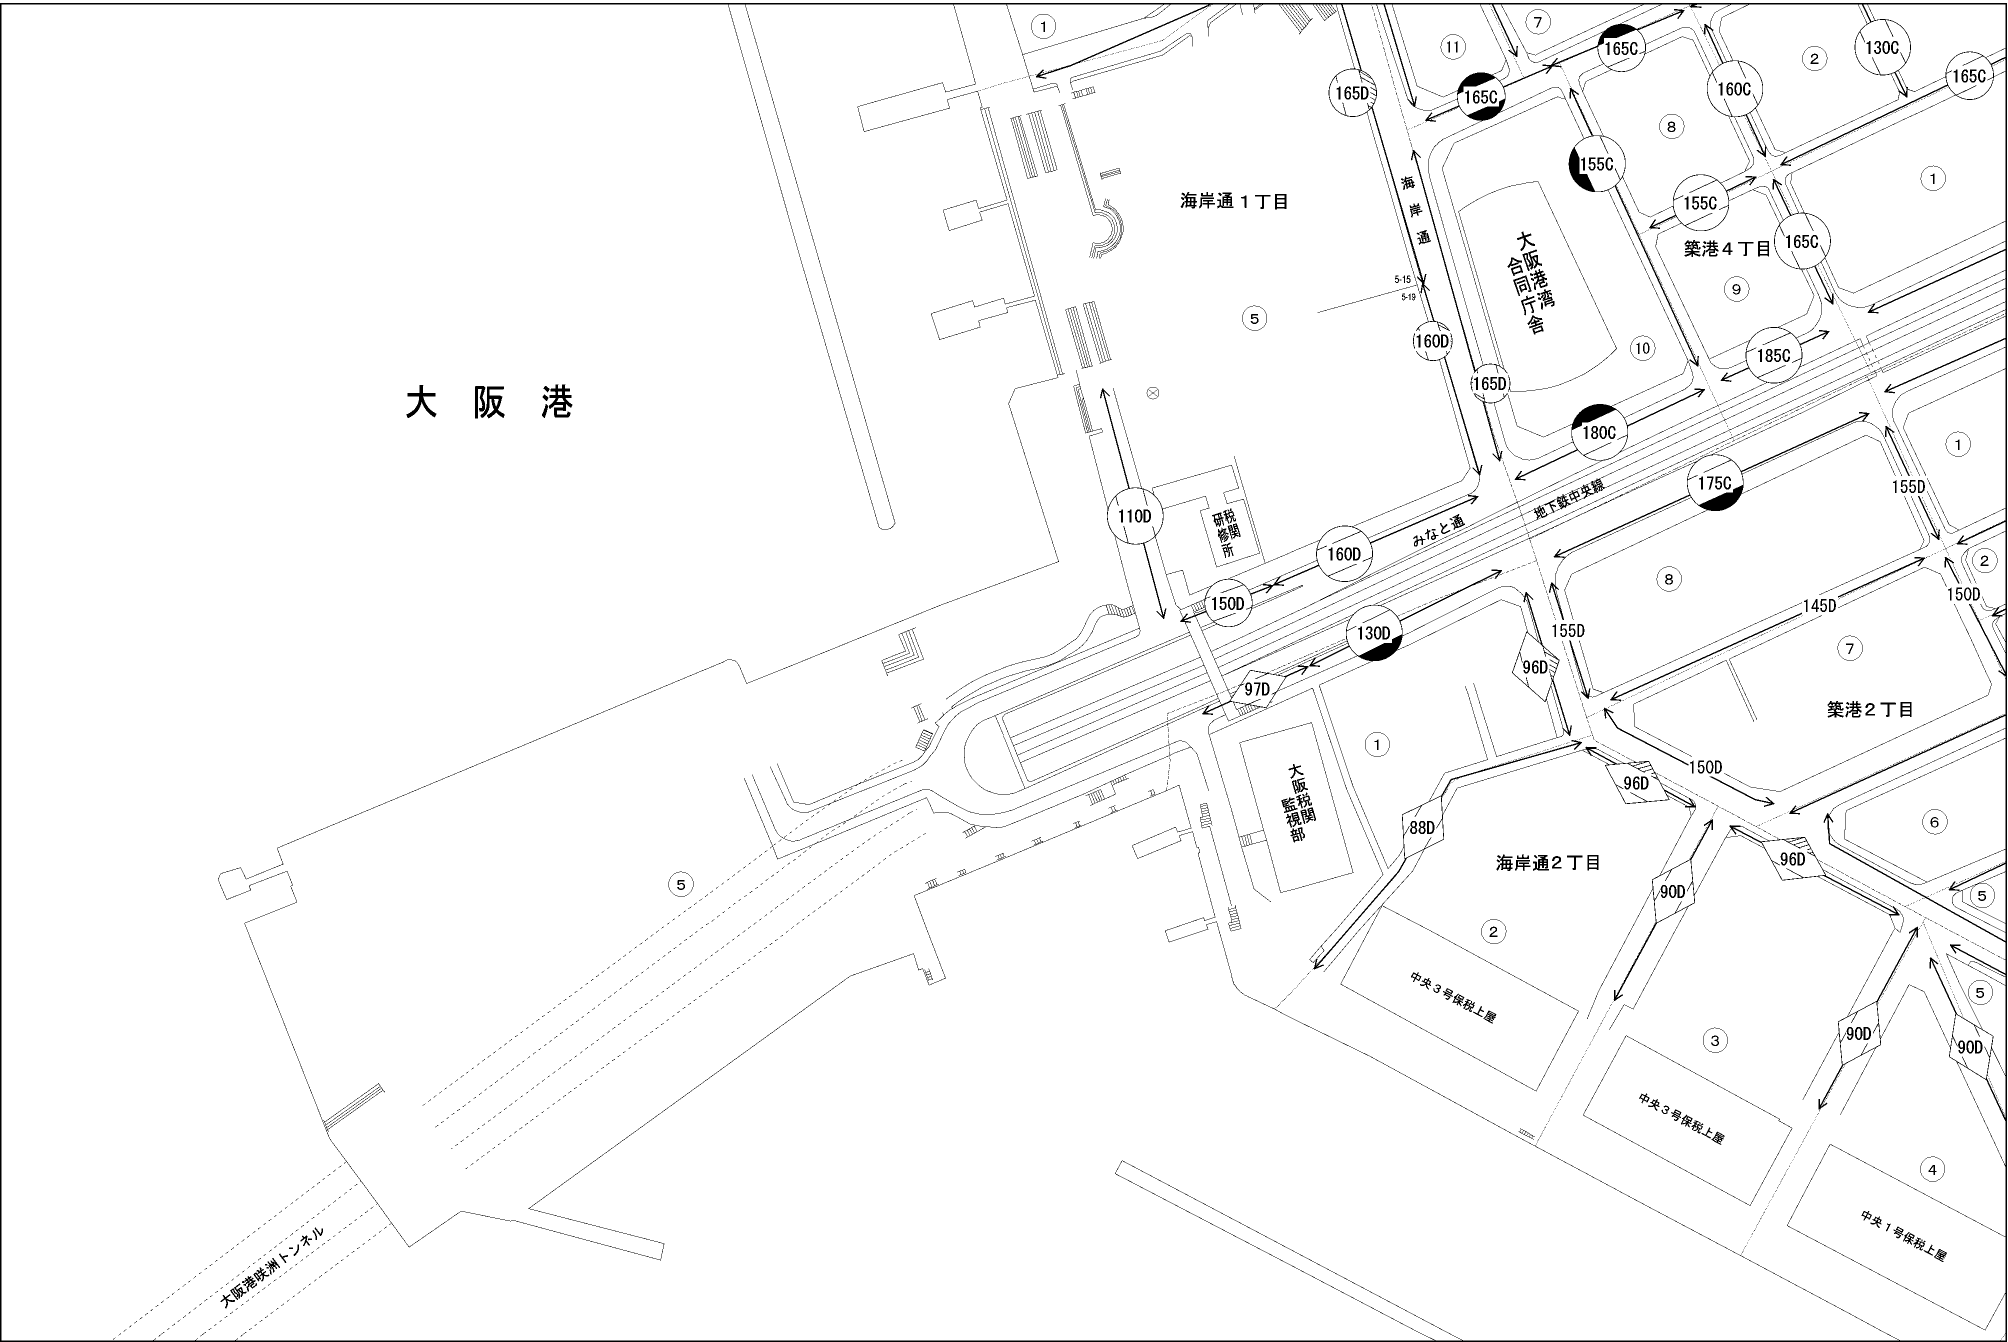 1
7
11
165C
165C
165D
160C
2
130C
165C
8
155C
155C
1
海岸通1丁目
海岸通
165C
築港4丁目
大阪港湾
合同庁舎
5-15
5-19
9
5
160D
10
185C
165D
大阪港
180C
1
175C
155D
地下鉄中央線
みなと通
110D
税関
研修所
160D
2
8
150D
150D
145D
155D
130D
7
96D
97D
築港2丁目
1
150D
96D
大阪税関
監視部
88D
6
96D
海岸通2丁目
5
90D
5
2
中央3号保税上屋
5
90D
90D
3
中央3号保税上屋
4
中央1号保税上屋
大阪港咲洲トンネル